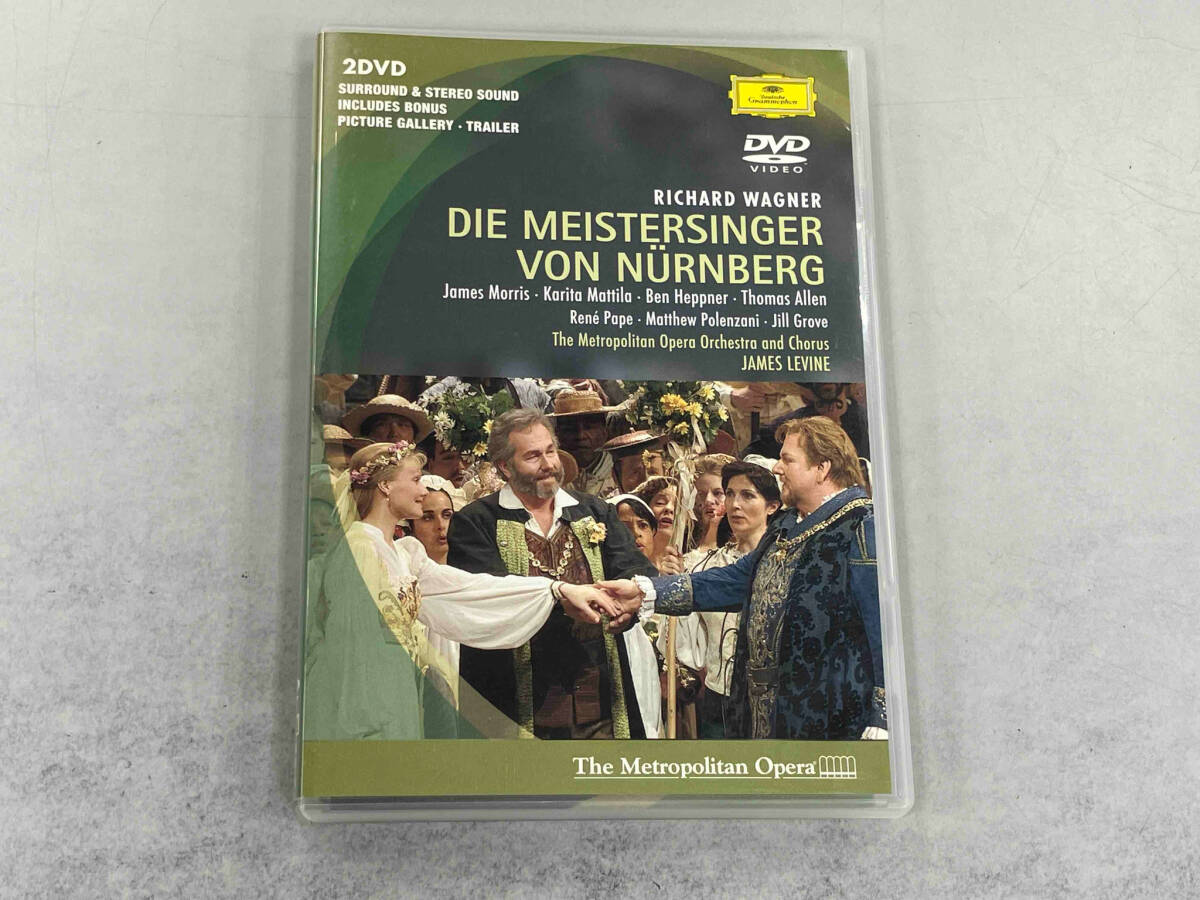 2DVD
SURROUND & STEREO SOUND
INCLUDES BONUS
PICTURE GALLERY · TRAILER
Deutsche
Grammophon
DVD
VIDEO
RICHARD WAGNER
DIE MEISTERSINGER
VON NÜRNBERG
James Morris · Karita Mattila · Ben Heppner · Thomas Allen
René Pape · Matthew Polenzani · Jill Grove
The Metropolitan Opera Orchestra and Chorus
JAMES LEVINE
The Metropolitan Opera®